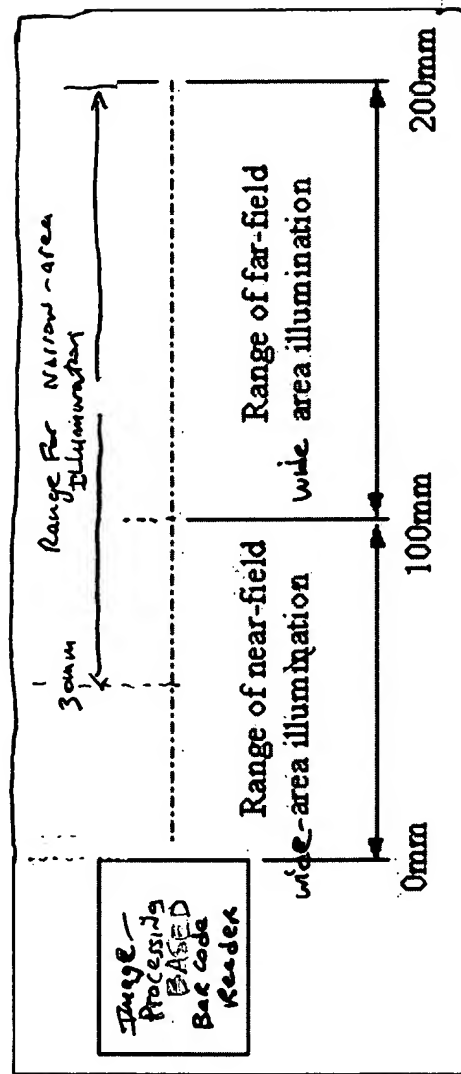 Range For Narrow-area
Illumination
30mm
Image-
Processing
BASED
Bar code
Reader
Range of near-field
wide-area illumination
Range of far-field
wide area illumination
0mm
100mm
200mm